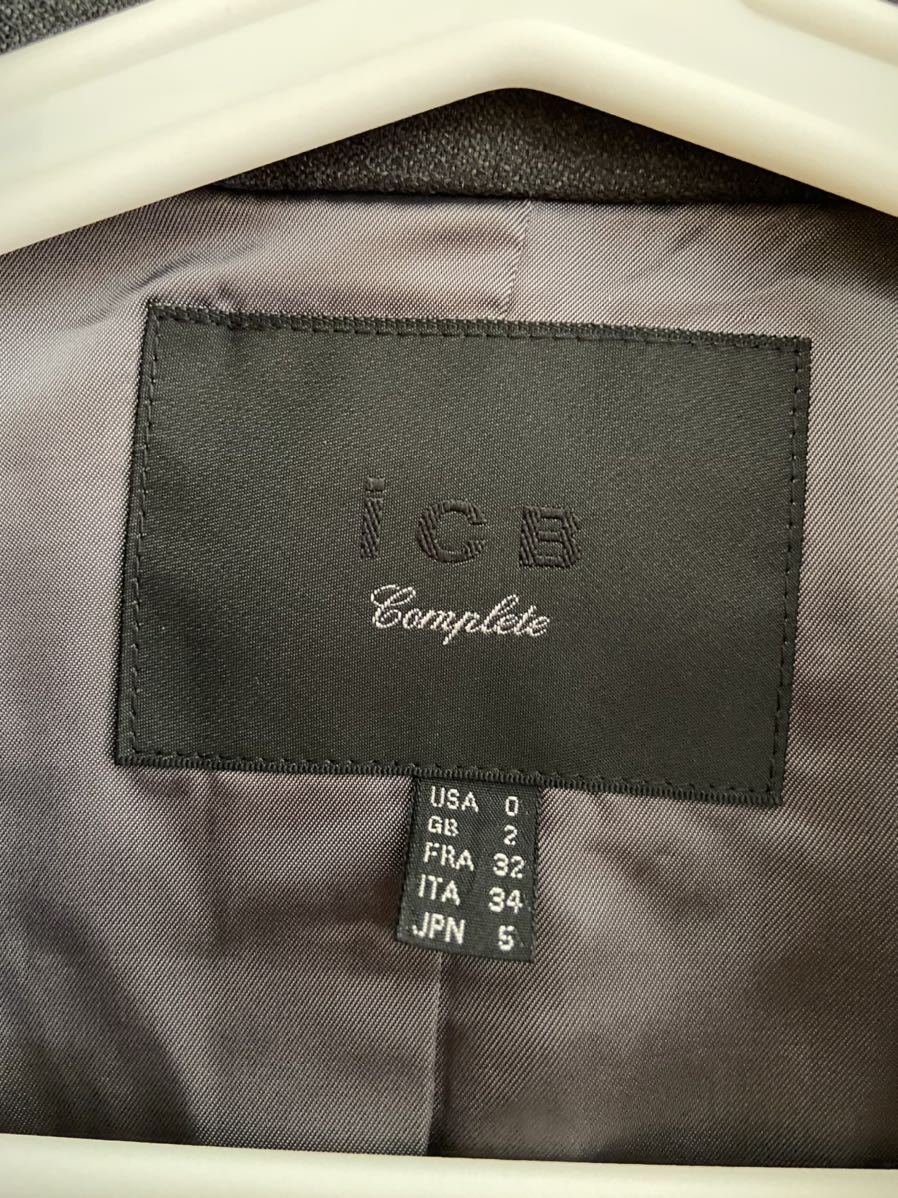 iCB
Complete
USA 0
GB 2
FRA 32
ITA 34
JPN 5